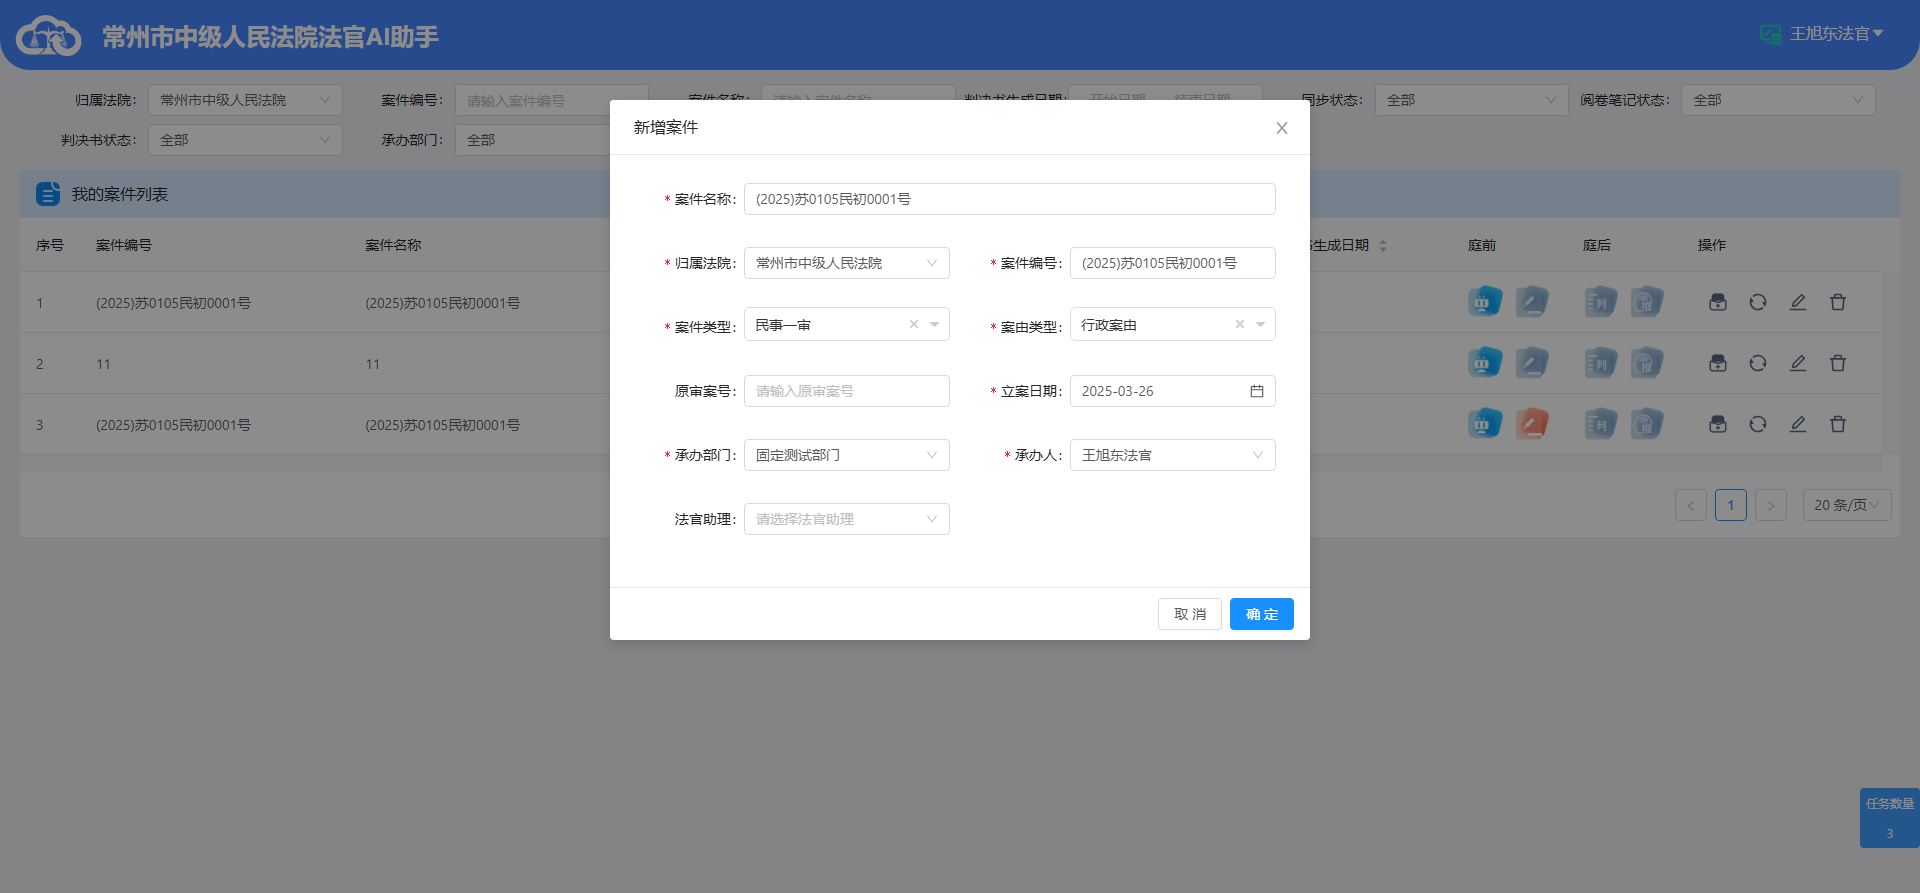 常州市中级人民法院法官AI助手
王旭东法官
归属法院: 常州市中级人民法院
案件编号: 请输入案件编号
案件名称: 请输入案件名称
判决书生成日期: 开始日期 结束日期
同步状态: 全部
阅卷笔记状态: 全部
判决书状态: 全部
承办部门: 全部
我的案件列表
序号 案件编号 案件名称 生成日期 庭前 庭后 操作
1 (2025)苏0105民初0001号 (2025)苏0105民初0001号
2 11 11
3 (2025)苏0105民初0001号 (2025)苏0105民初0001号
1
20 条/页
新增案件
* 案件名称: (2025)苏0105民初0001号
* 归属法院: 常州市中级人民法院
* 案件编号: (2025)苏0105民初0001号
* 案件类型: 民事一审
* 案由类型: 行政案由
原审案号: 请输入原审案号
* 立案日期: 2025-03-26
* 承办部门: 固定测试部门
* 承办人: 王旭东法官
法官助理: 请选择法官助理
取 消
确 定
任务数量
3